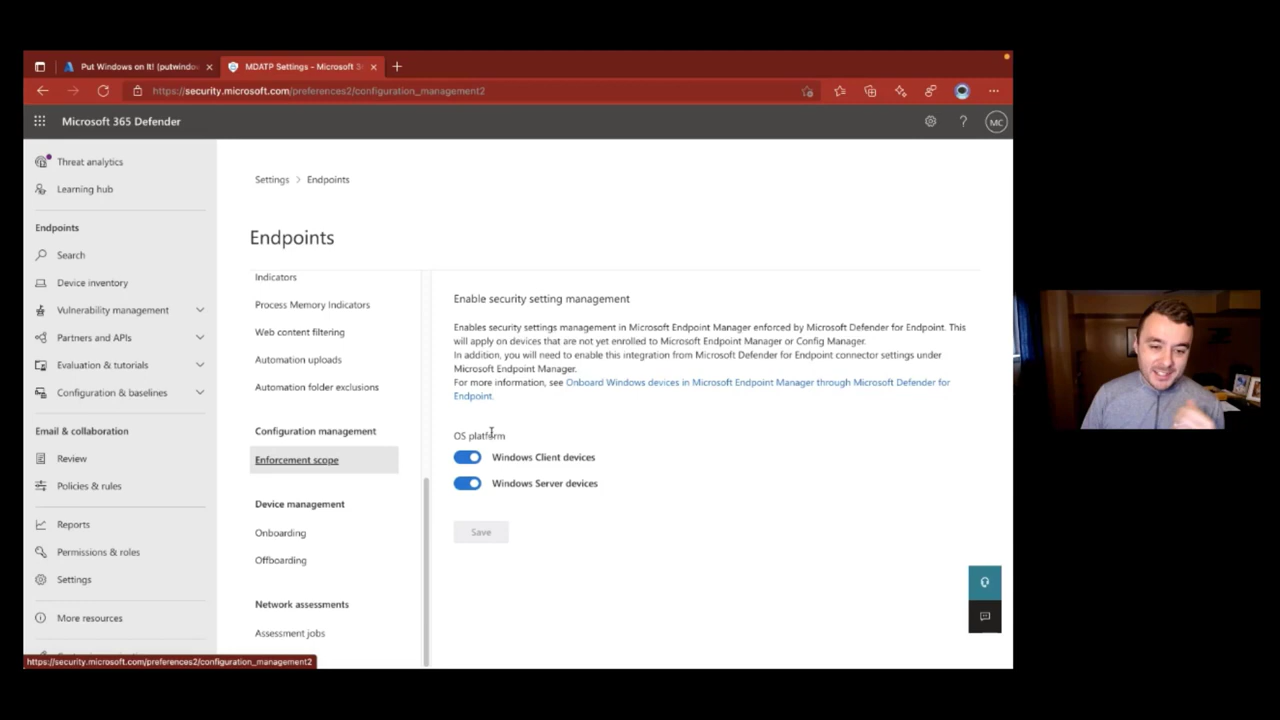 Put Windows on It! (putwindo
MDATP Settings - Microsoft 3
https://security.microsoft.com/preferences2/configuration_management2
Microsoft 365 Defender
MC
Threat analytics
Learning hub
Endpoints
Search
Device inventory
Vulnerability management
Partners and APIs
Evaluation & tutorials
Configuration & baselines
Email & collaboration
Review
Policies & rules
Reports
Permissions & roles
Settings
More resources
https://security.microsoft.com/preferences2/configuration_management2
Settings > Endpoints
Endpoints
Indicators
Process Memory Indicators
Web content filtering
Automation uploads
Automation folder exclusions
Configuration management
Enforcement scope
Device management
Onboarding
Offboarding
Network assessments
Assessment jobs
Enable security setting management
Enables security settings management in Microsoft Endpoint Manager enforced by Microsoft Defender for Endpoint. This
will apply on devices that are not yet enrolled to Microsoft Endpoint Manager or Config Manager.
In addition, you will need to enable this integration from Microsoft Defender for Endpoint connector settings under
Microsoft Endpoint Manager.
For more information, see Onboard Windows devices in Microsoft Endpoint Manager through Microsoft Defender for
Endpoint.
OS platform
Windows Client devices
Windows Server devices
Save